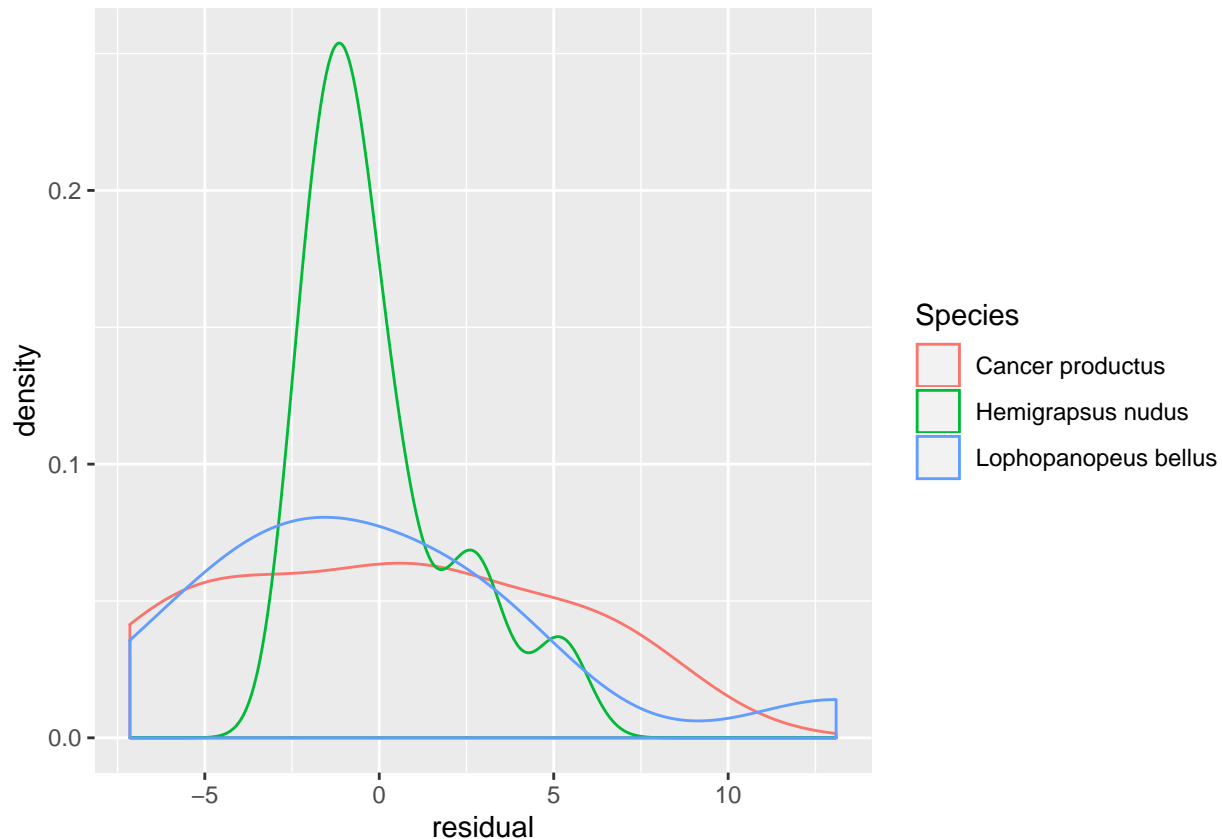 0.2
0.1
0.0
density
−5
0
5
10
residual
Species
Cancer productus
Hemigrapsus nudus
Lophopanopeus bellus